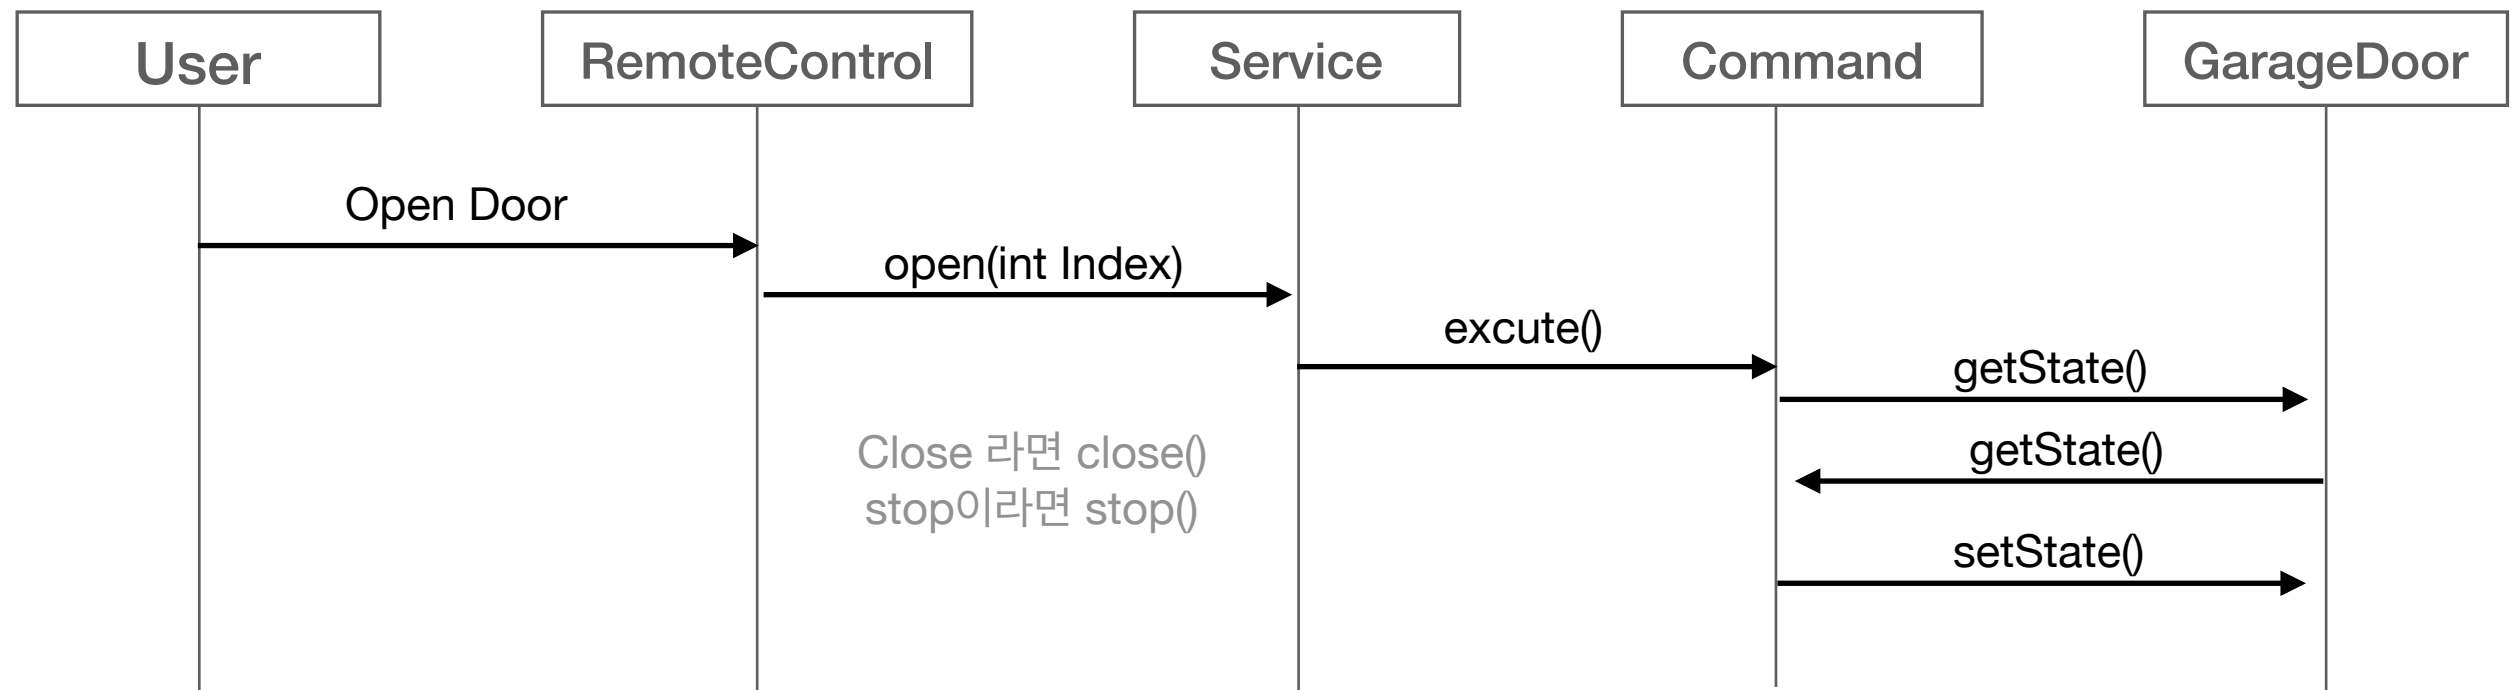 User
RemoteControl
Service
Command
GarageDoor
Open Door
open(int Index)
excute()
getState()
Close 라면 close()
getState()
stop이라면 stop()
setState()